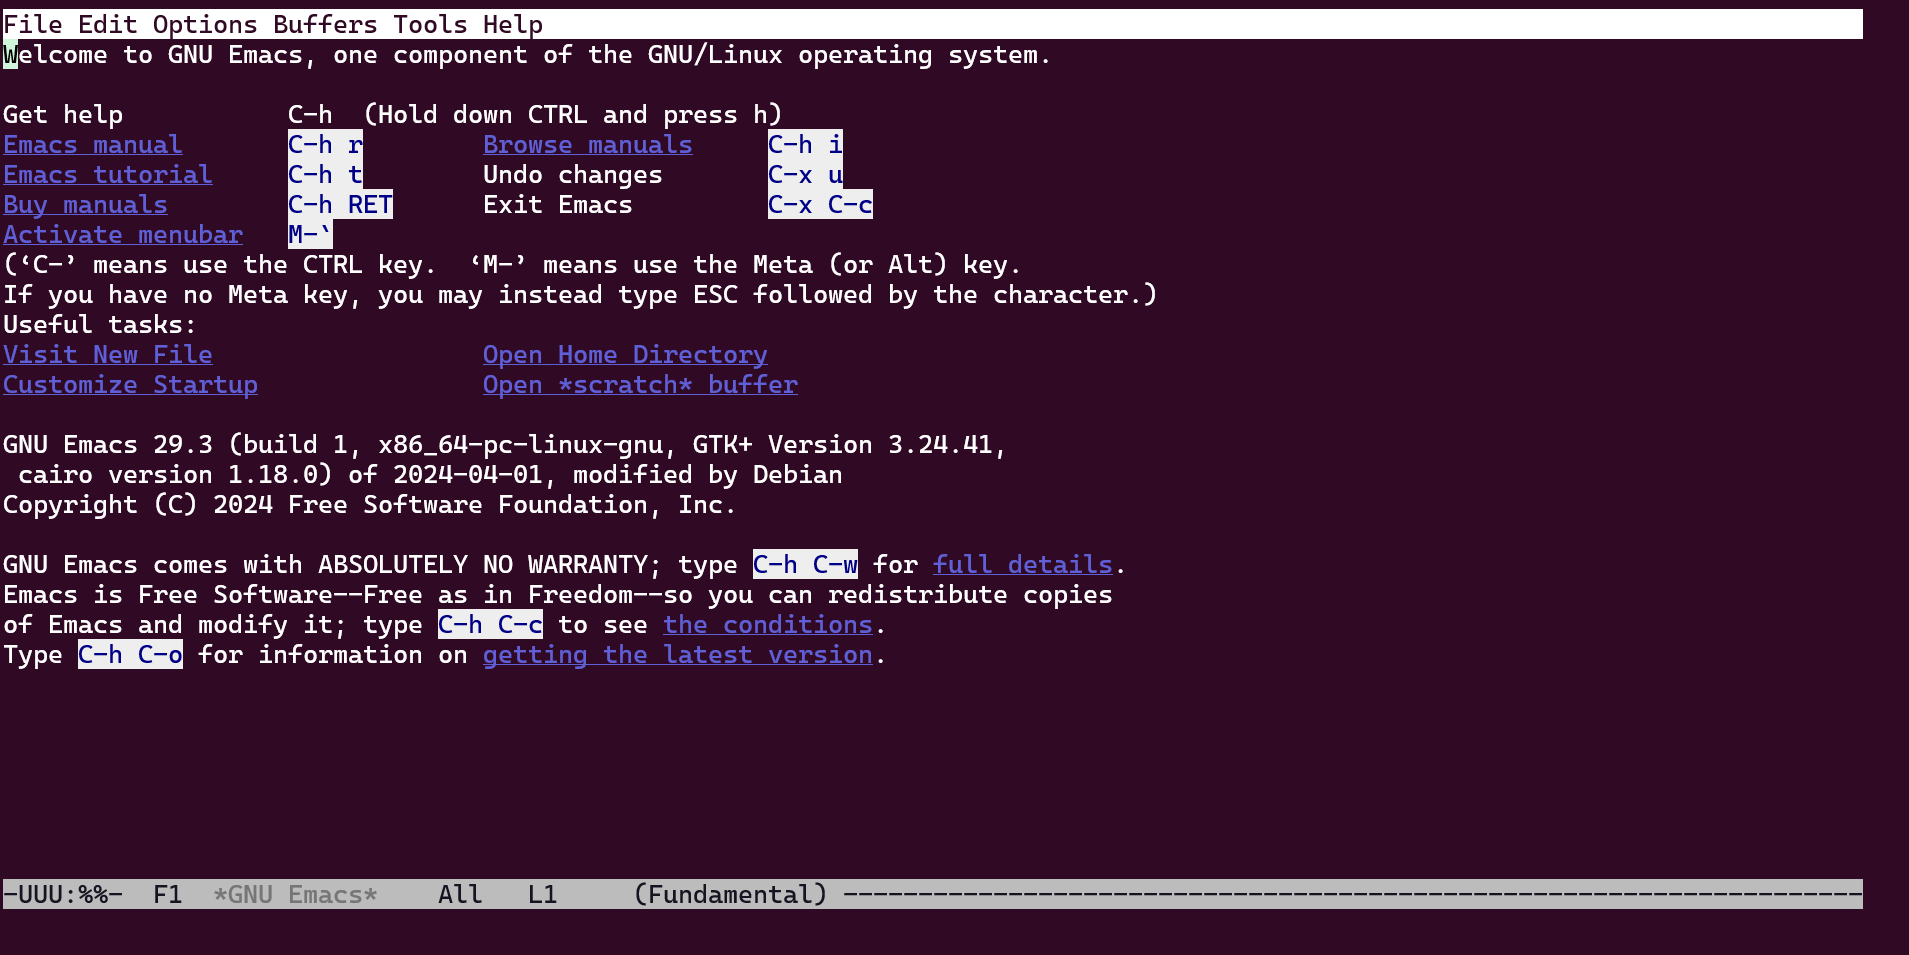 File Edit Options Buffers Tools Help
Welcome to GNU Emacs, one component of the GNU/Linux operating system.

Get help           C-h  (Hold down CTRL and press h)
Emacs manual       C-h r        Browse manuals     C-h i
Emacs tutorial     C-h t        Undo changes       C-x u
Buy manuals        C-h RET      Exit Emacs         C-x C-c
Activate menubar   M-`
(‘C-’ means use the CTRL key.  ‘M-’ means use the Meta (or Alt) key.
If you have no Meta key, you may instead type ESC followed by the character.)
Useful tasks:
Visit New File                  Open Home Directory
Customize Startup               Open *scratch* buffer

GNU Emacs 29.3 (build 1, x86_64-pc-linux-gnu, GTK+ Version 3.24.41,
 cairo version 1.18.0) of 2024-04-01, modified by Debian
Copyright (C) 2024 Free Software Foundation, Inc.

GNU Emacs comes with ABSOLUTELY NO WARRANTY; type C-h C-w for full details.
Emacs is Free Software--Free as in Freedom--so you can redistribute copies
of Emacs and modify it; type C-h C-c to see the conditions.
Type C-h C-o for information on getting the latest version.

-UUU:%%-  F1  *GNU Emacs*    All   L1     (Fundamental) --------------------------------------------------------------------